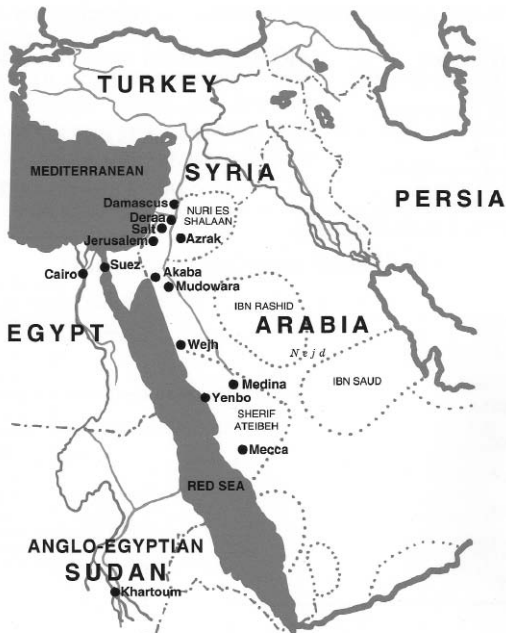 TURKEY
MEDITERRANEAN
SYRIA
PERSIA
Damascus
NURI ES
SHALAAN
Deraa
Salt
Jerusalem
Azrak
Cairo
Suez
Akaba
Mudowara
EGYPT
IBN RASHID
ARABIA
Nejd
Wejh
IBN SAUD
Medina
Yenbo
SHERIF
ATEIBEH
Mecca
RED SEA
ANGLO-EGYPTIAN
SUDAN
Khartoum